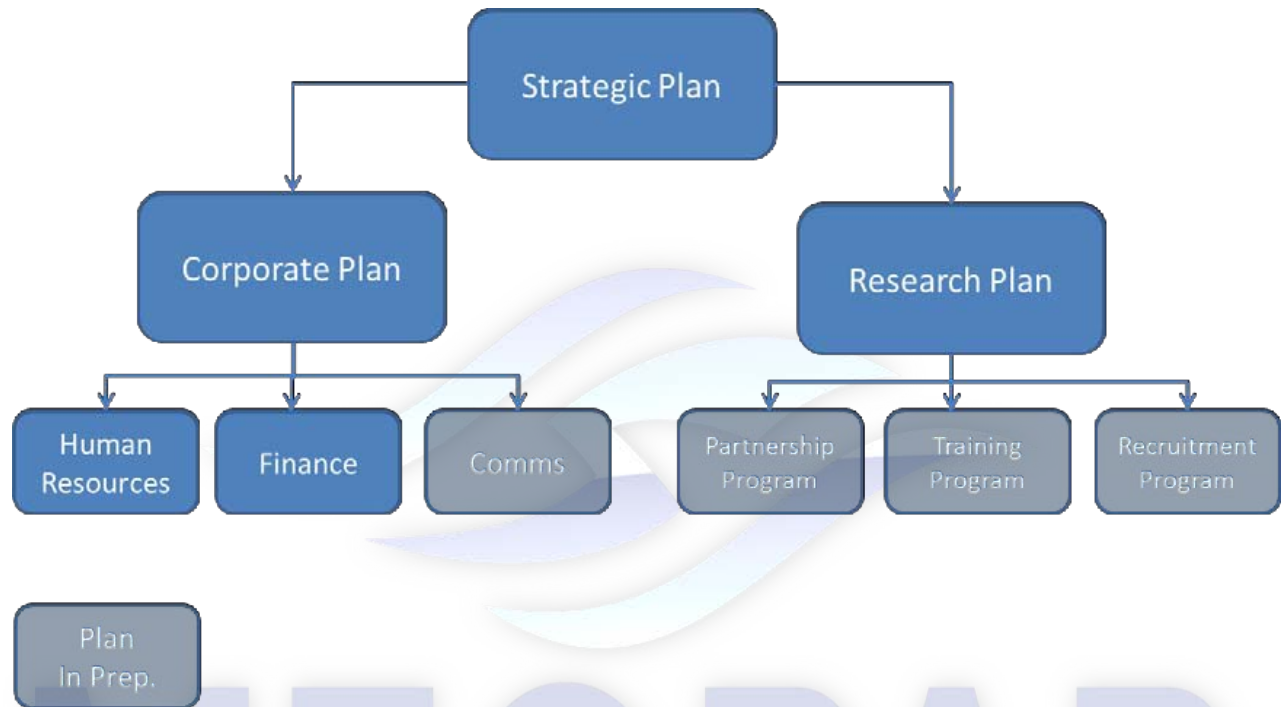 Strategic Plan
Corporate Plan
Research Plan
Human
Resources
Finance
Comms
Partnership
Program
Training
Program
Recruitment
Program
Plan
In Prep.